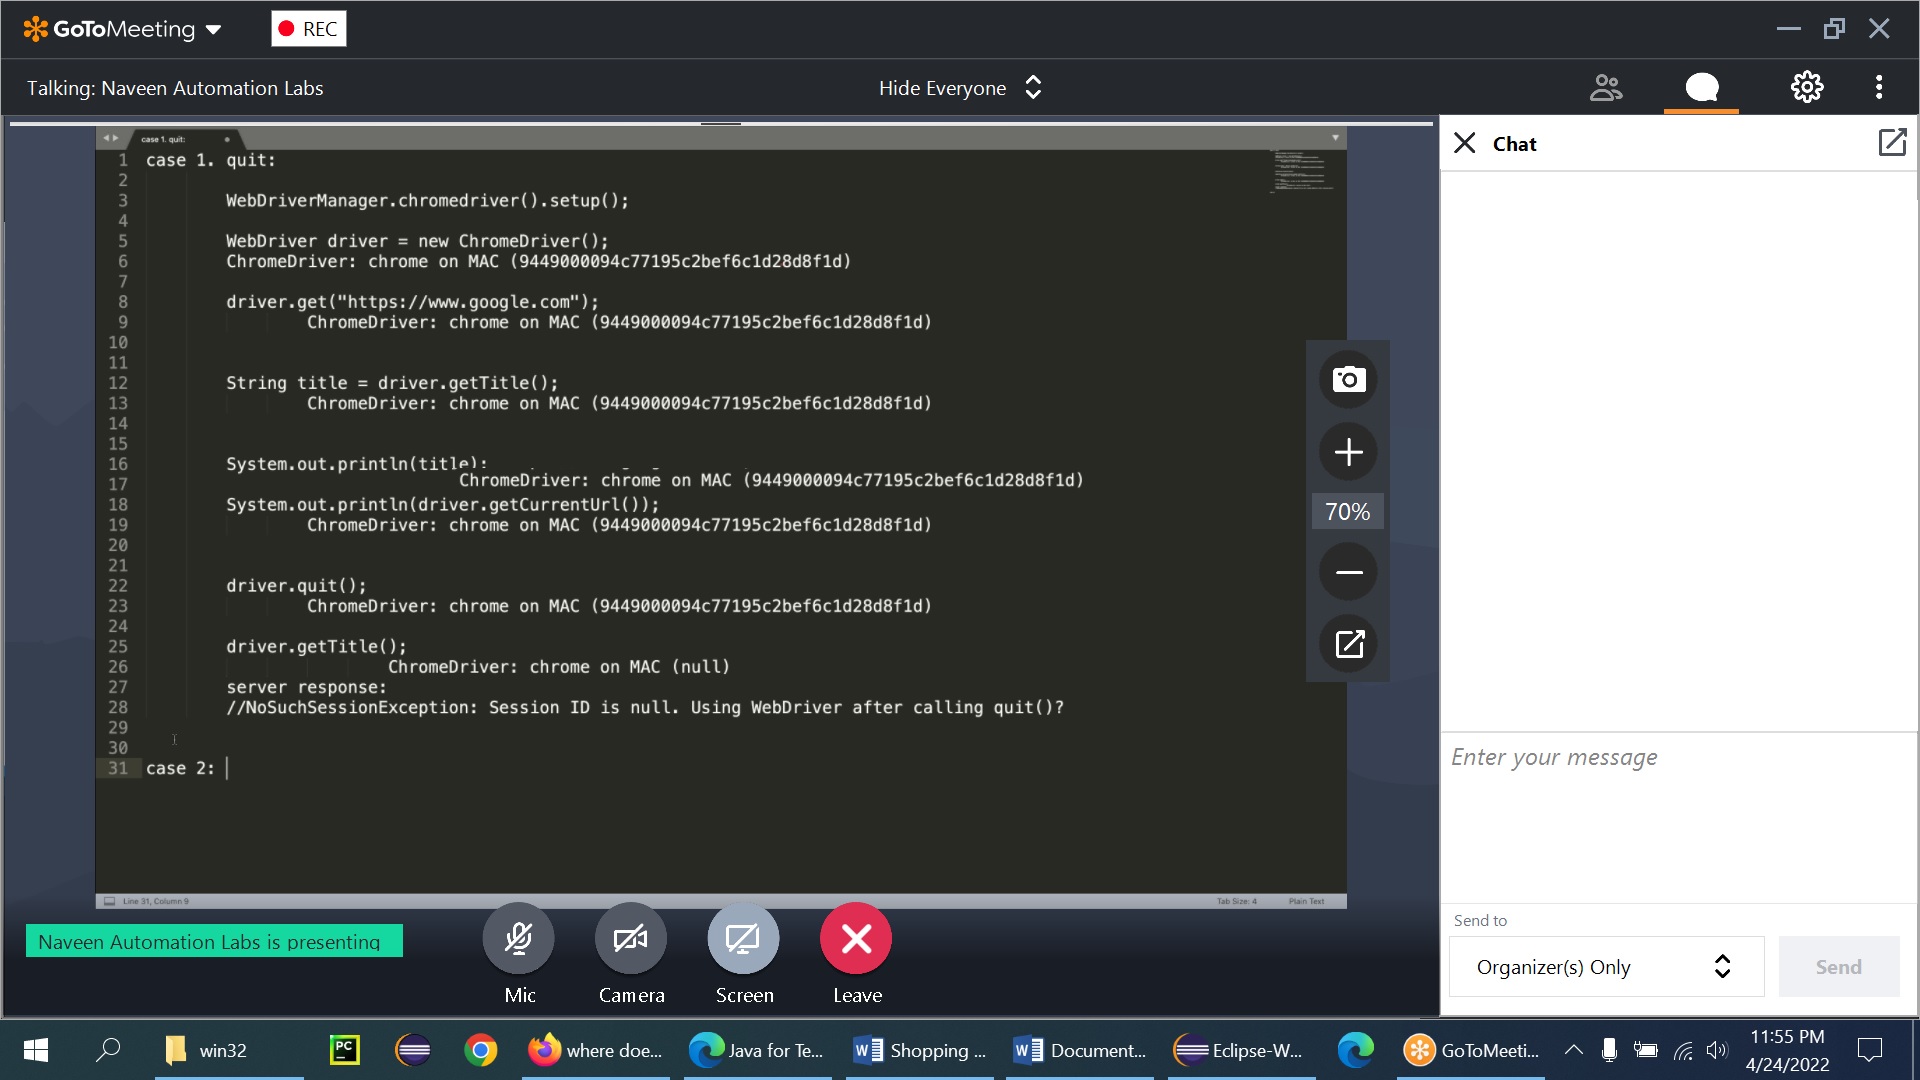 GoToMeeting
REC
Talking: Naveen Automation Labs
Hide Everyone
case 1. quit:
1 case 1. quit:
2
3 WebDriverManager.chromedriver().setup();
4
5 WebDriver driver = new ChromeDriver();
6 ChromeDriver: chrome on MAC (9449000094c77195c2bef6c1d28d8f1d)
7
8 driver.get("https://www.google.com");
9 ChromeDriver: chrome on MAC (9449000094c77195c2bef6c1d28d8f1d)
10
11
12 String title = driver.getTitle();
13 ChromeDriver: chrome on MAC (9449000094c77195c2bef6c1d28d8f1d)
14
15
16 System.out.println(title);
17 ChromeDriver: chrome on MAC (9449000094c77195c2bef6c1d28d8f1d)
18 System.out.println(driver.getCurrentUrl());
19 ChromeDriver: chrome on MAC (9449000094c77195c2bef6c1d28d8f1d)
20
21
22 driver.quit();
23 ChromeDriver: chrome on MAC (9449000094c77195c2bef6c1d28d8f1d)
24
25 driver.getTitle();
26 ChromeDriver: chrome on MAC (null)
27 server response:
28 //NoSuchSessionException: Session ID is null. Using WebDriver after calling quit()?
29
30
31 case 2:
Line 31, Column 9
Tab Size: 4
Plain Text
70%
Naveen Automation Labs is presenting
Mic
Camera
Screen
Leave
Chat
Enter your message
Send to
Organizer(s) Only
Send
win32
PC
where doe...
Java for Te...
Shopping ...
Document...
Eclipse-W...
GoToMeeti...
11:55 PM
4/24/2022